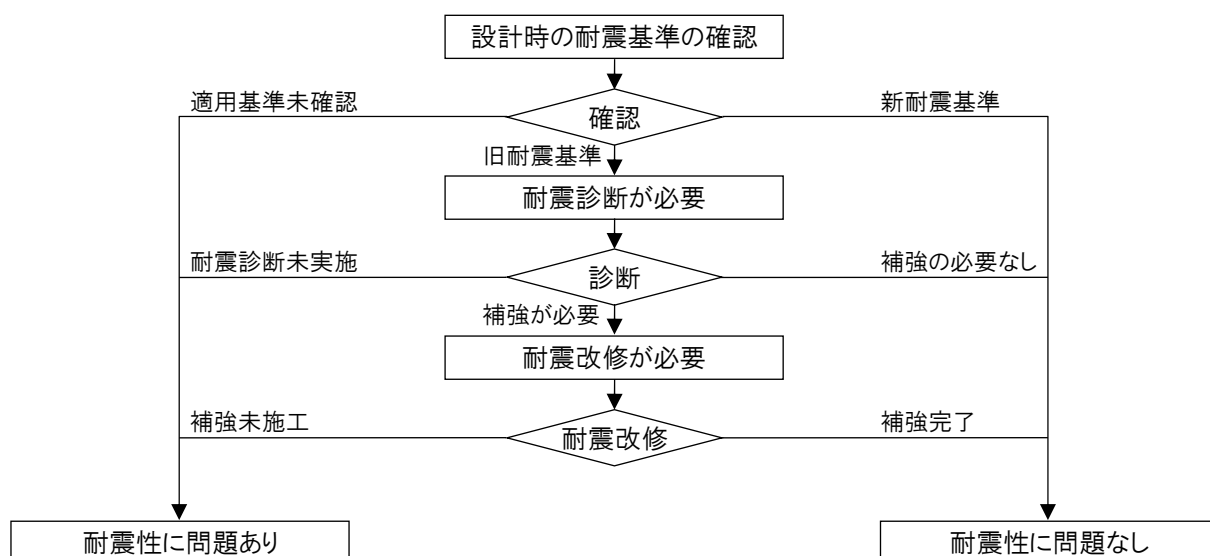 設計時の耐震基準の確認
適用基準未確認
確認
新耐震基準
旧耐震基準
耐震診断が必要
耐震診断未実施
診断
補強の必要なし
補強が必要
耐震改修が必要
補強未施工
耐震改修
補強完了
耐震性に問題あり
耐震性に問題なし